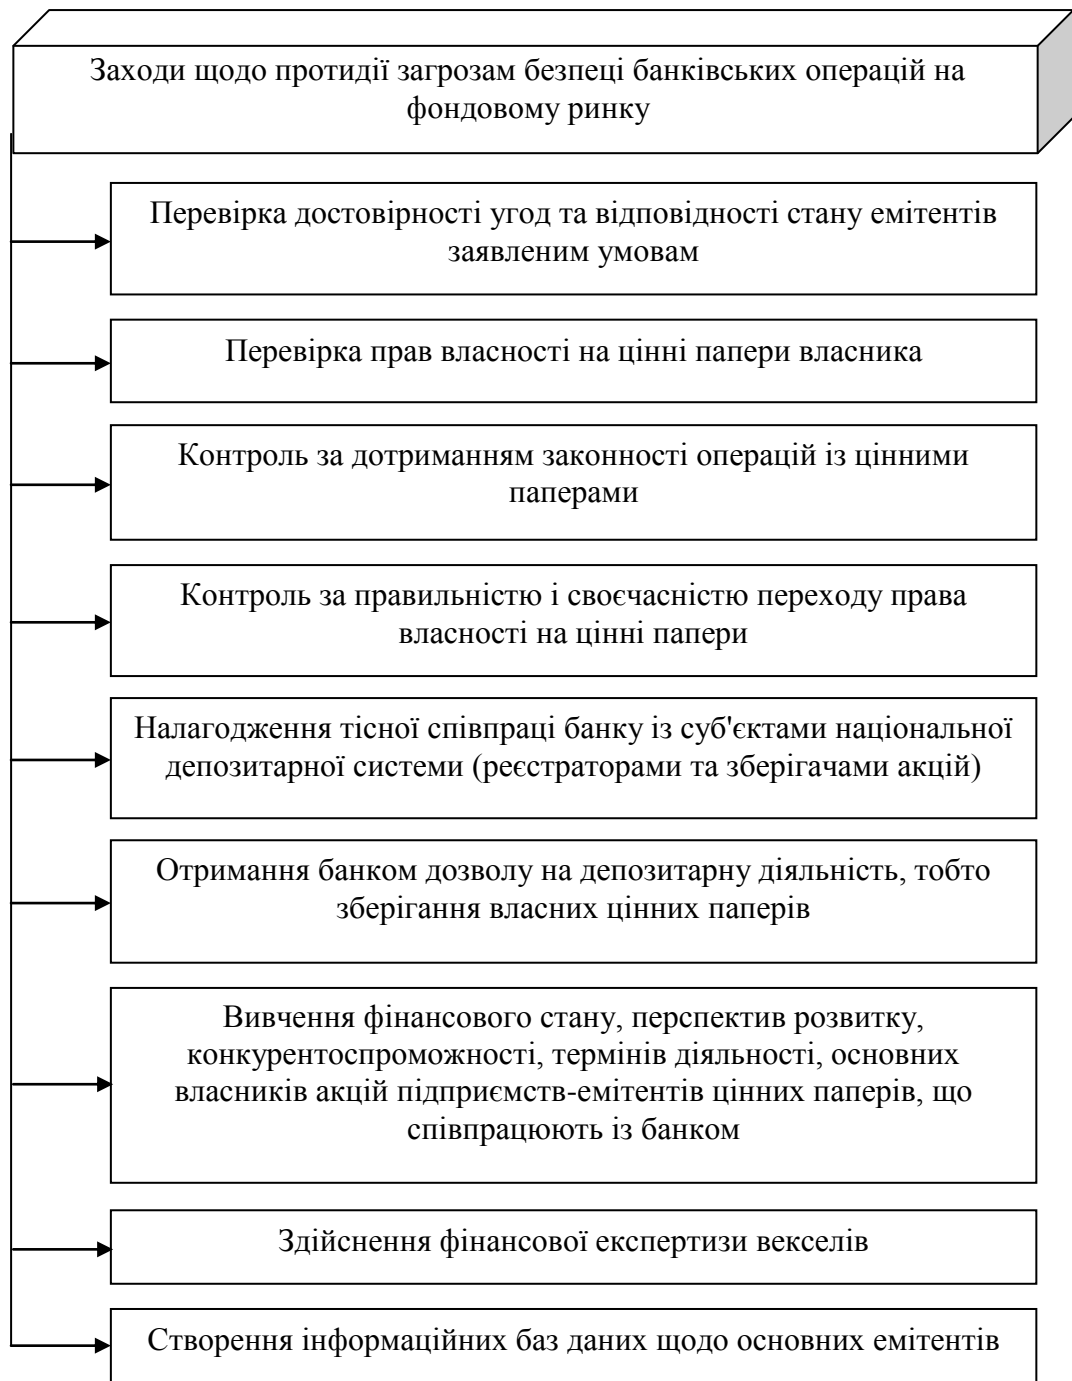 Заходи щодо протидії загрозам безпеці банківських операцій на
фондовому ринку
Перевірка достовірності угод та відповідності стану емітентів
заявленим умовам
Перевірка прав власності на цінні папери власника
Контроль за дотриманням законності операцій із цінними
паперами
Контроль за правильністю і своєчасністю переходу права
власності на цінні папери
Налагодження тісної співпраці банку із суб'єктами національної
депозитарної системи (реєстраторами та зберігачами акцій)
Отримання банком дозволу на депозитарну діяльність, тобто
зберігання власних цінних паперів
Вивчення фінансового стану, перспектив розвитку,
конкурентоспроможності, термінів діяльності, основних
власників акцій підприємств-емітентів цінних паперів, що
співпрацюють із банком
Здійснення фінансової експертизи векселів
Створення інформаційних баз даних щодо основних емітентів